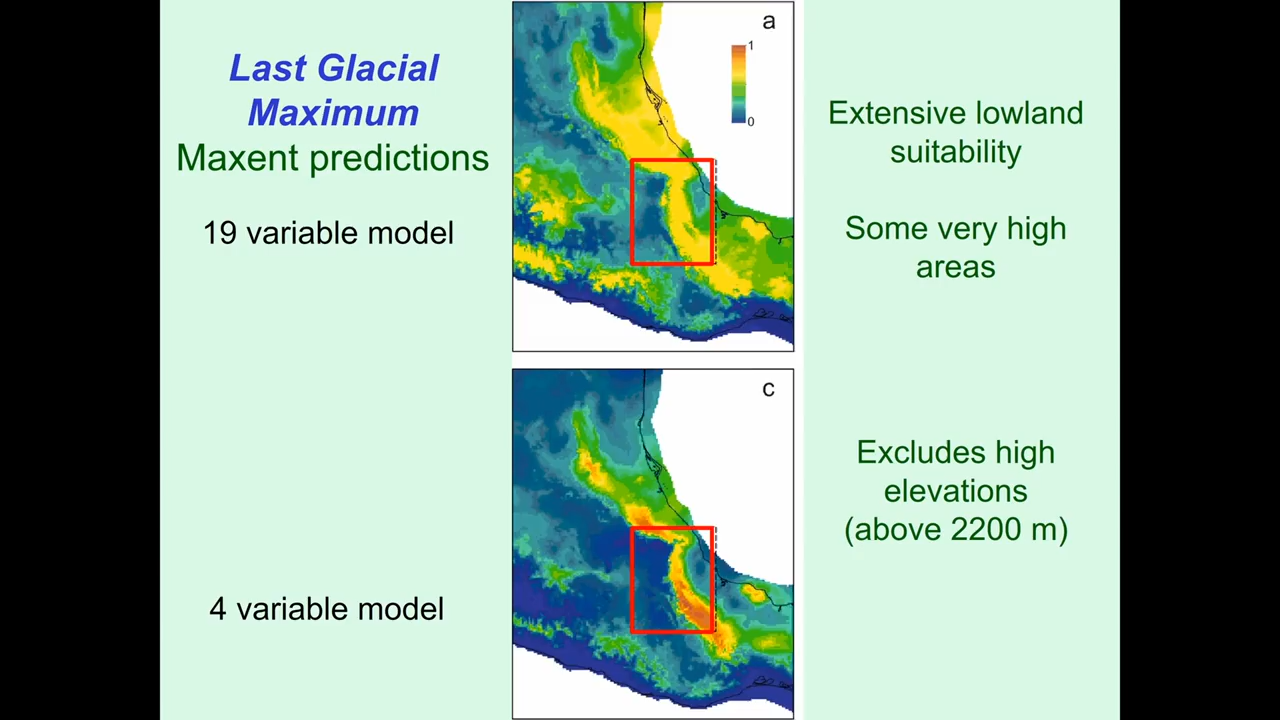 Last Glacial
Maximum
Maxent predictions
19 variable model
a
1
0
Extensive lowland
suitability
Some very high
areas
c
Excludes high
elevations
(above 2200 m)
4 variable model